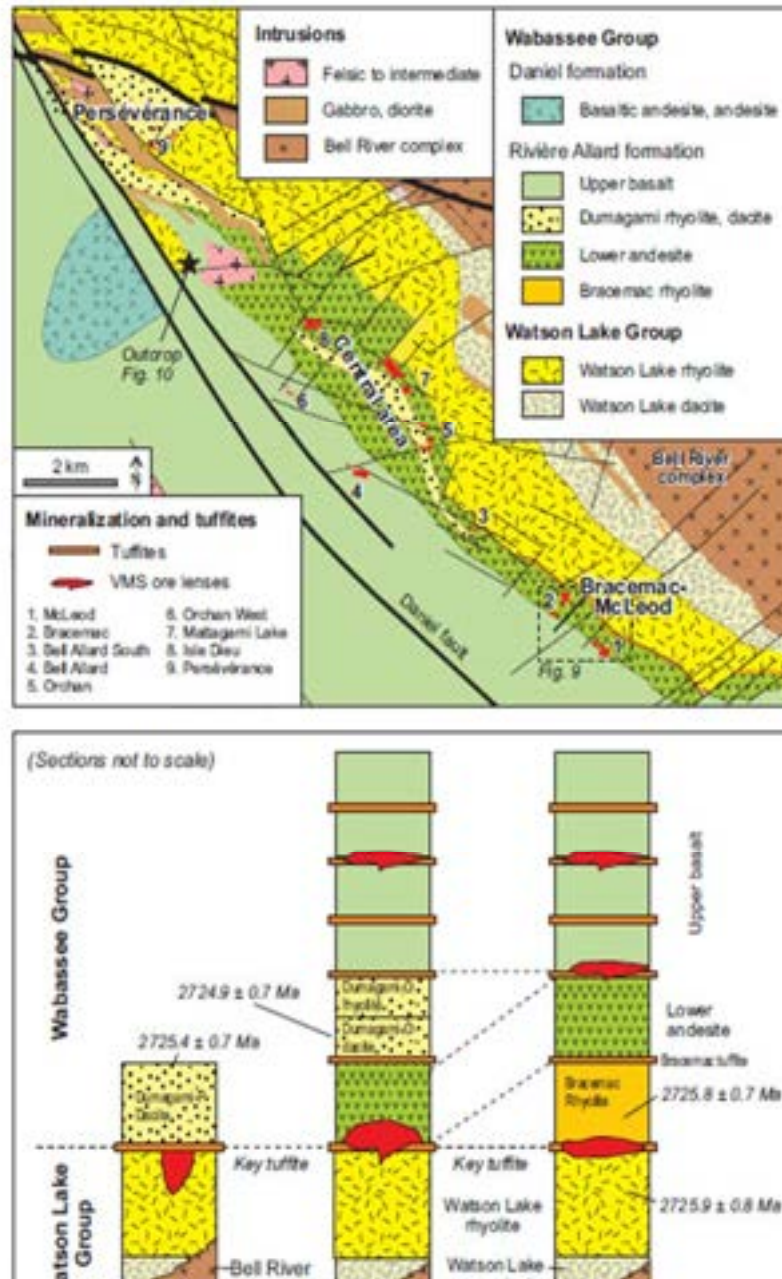 Intrusions
Felsic to intermediate
Gabbro, diorite
Bell River complex
Wabassee Group
Daniel formation
Basaltic andesite, andesite
Rivière Allard formation
Upper basalt
Dumagami rhyolite, dacite
Lower andesite
Bracemac rhyolite
Watson Lake Group
Watson Lake rhyolite
Watson Lake dacite
Persévérance
9
Outcrop
Fig. 10
Central area
8
7
6
5
4
3
Bell River
complex
Bracemac-
McLeod
2
1
Fig. 9
Daniel fault
2 km
N
Mineralization and tuffites
Tuffites
VMS ore lenses
1. McLeod
2. Bracemac
3. Bell Allard South
4. Bell Allard
5. Orchan
6. Orchan West
7. Mattagami Lake
8. Isle Dieu
9. Persévérance
(Sections not to scale)
Wabassee Group
Upper basalt
2724.9 ± 0.7 Ma
Dumagami-D
rhyolite
Dumagami-D
dacite
2725.4 ± 0.7 Ma
Lower
andesite
Bracemac tuffite
Bracemac
Rhyolite
2725.8 ± 0.7 Ma
Key tuffite
Key tuffite
Watson Lake
rhyolite
2725.9 ± 0.8 Ma
Watson Lake
Group
Bell River
Watson Lake